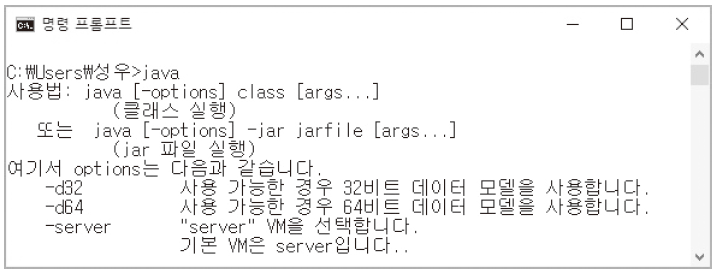 명령 프롬프트
C:₩Users₩성우>java
사용법: java [-options] class [args...]
(클래스 실행)
또는 java [-options] -jar jarfile [args...]
(jar 파일 실행)
여기서 options는 다음과 같습니다.
-d32 사용 가능한 경우 32비트 데이터 모델을 사용합니다.
-d64 사용 가능한 경우 64비트 데이터 모델을 사용합니다.
-server "server" VM을 선택합니다.
기본 VM은 server입니다..